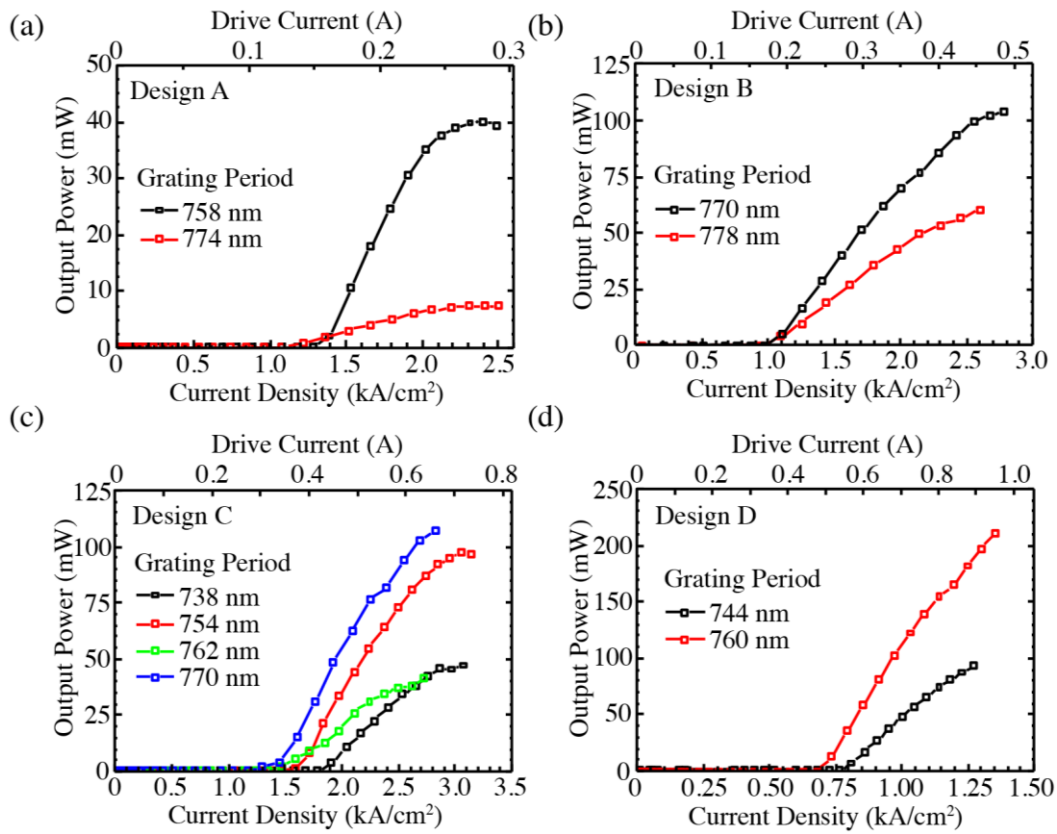 (a)
Drive Current (A)
0 0.1 0.2 0.3
50
40
30
20
10
0
Output Power (mW)
Design A
Grating Period
758 nm
774 nm
0 0.5 1.0 1.5 2.0 2.5
Current Density (kA/cm²)
(b)
Drive Current (A)
0 0.1 0.2 0.3 0.4 0.5
125
100
75
50
25
0
Output Power (mW)
Design B
Grating Period
770 nm
778 nm
0 0.5 1.0 1.5 2.0 2.5 3.0
Current Density (kA/cm²)
(c)
Drive Current (A)
0 0.2 0.4 0.6 0.8
125
100
75
50
25
0
Output Power (mW)
Design C
Grating Period
738 nm
754 nm
762 nm
770 nm
0 0.5 1.0 1.5 2.0 2.5 3.0 3.5
Current Density (kA/cm²)
(d)
Drive Current (A)
0 0.2 0.4 0.6 0.8 1.0
250
200
150
100
50
0
Output Power (mW)
Design D
Grating Period
744 nm
760 nm
0 0.25 0.50 0.75 1.00 1.25 1.50
Current Density (kA/cm²)